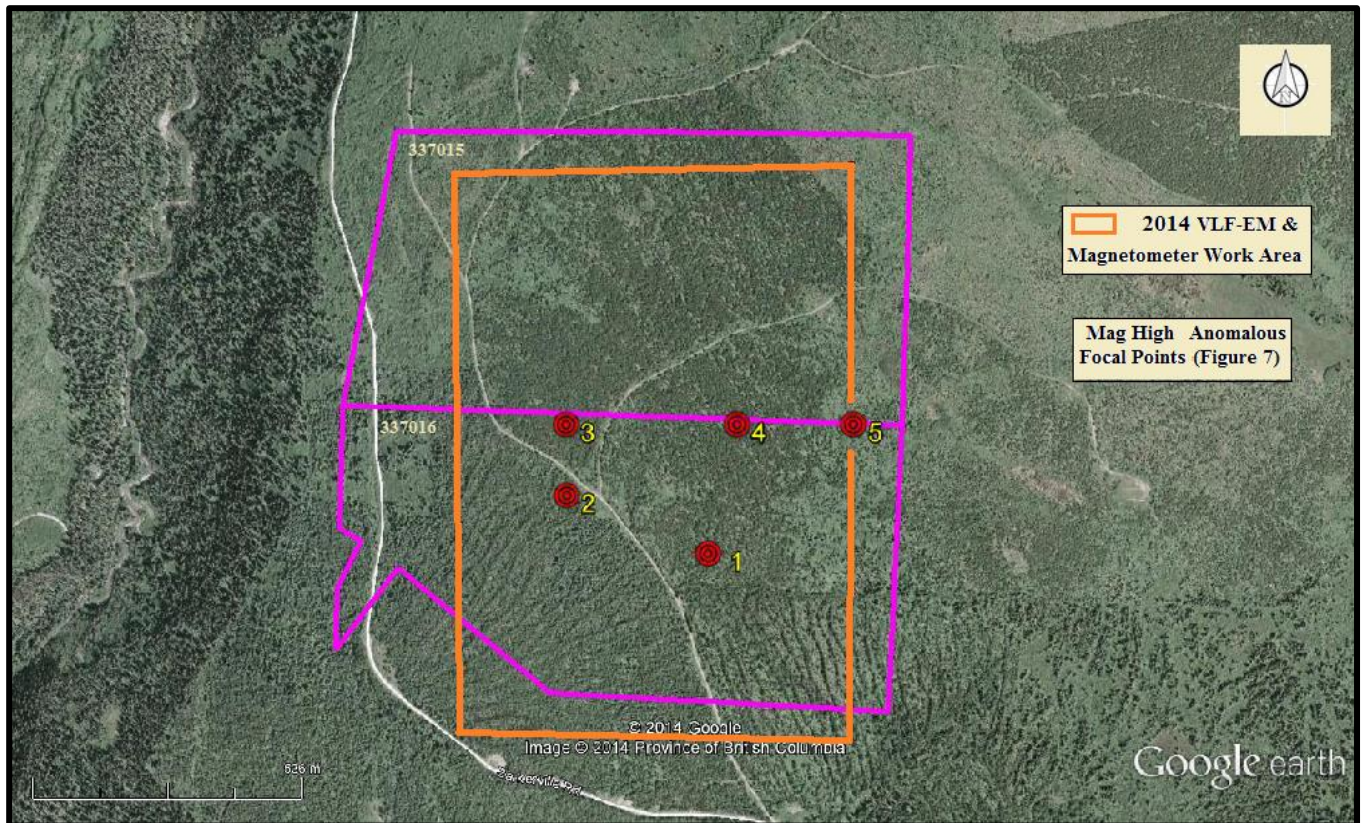 N
337015
2014 VLF-EM &
Magnetometer Work Area
Mag High Anomalous
Focal Points (Figure 7)
337016
3
4
5
2
1
© 2014 Google
Image © 2014 Province of British Columbia
Google earth
626 m
Rd